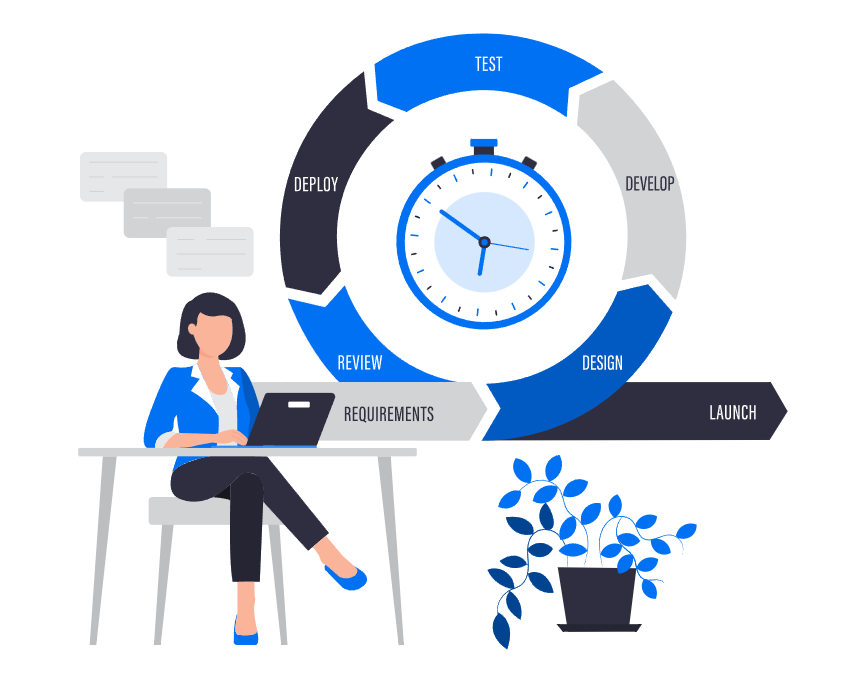 TEST
DEPLOY
DEVELOP
REVIEW
DESIGN
REQUIREMENTS
LAUNCH